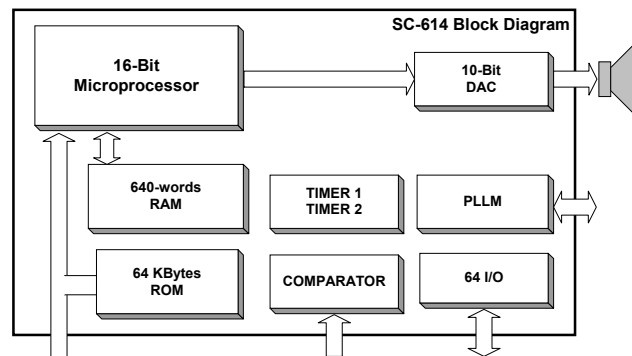 SC-614 Block Diagram
16-Bit
Microprocessor
10-Bit
DAC
640-words
RAM
TIMER 1
TIMER 2
PLLM
64 KBytes
ROM
COMPARATOR
64 I/O